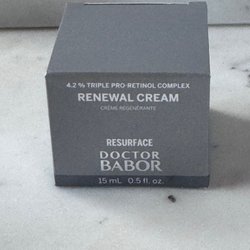 4.2 % TRIPLE PRO-RETINOL COMPLEX
RENEWAL CREAM
CRÈME RÉGÉNÉRANTE
RESURFACE
DOCTOR
BABOR
15 mL 0.5 fl. oz.